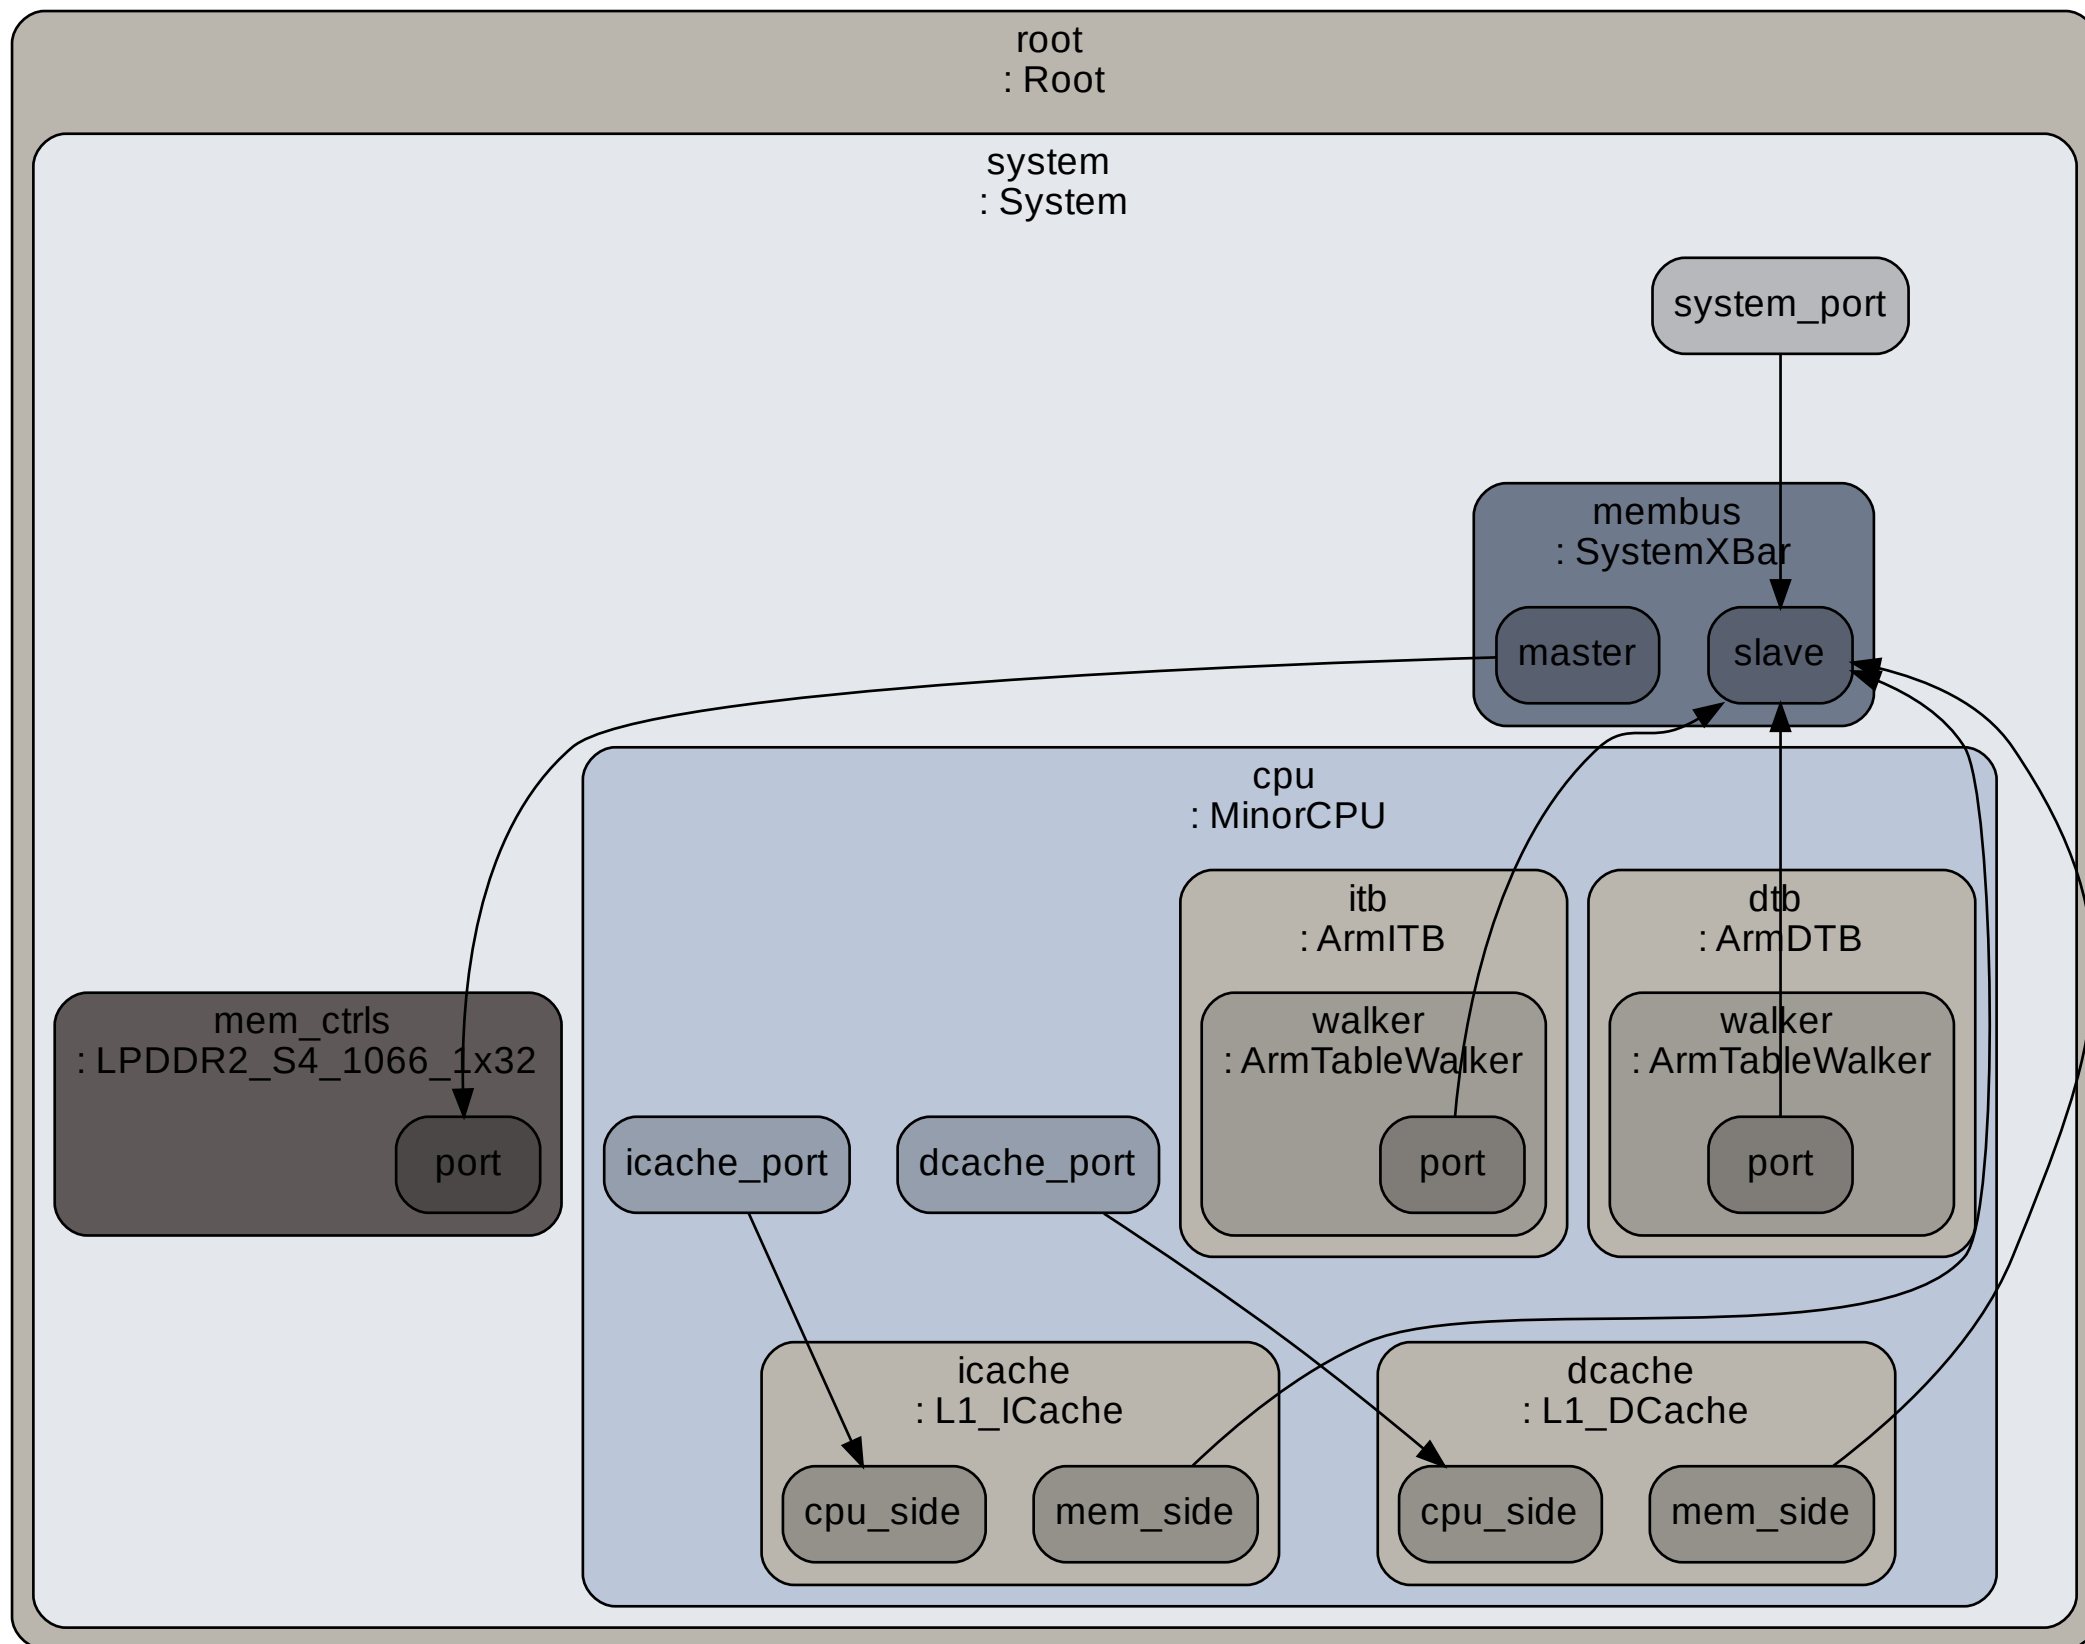 root
: Root
system
: System
system_port
membus
: SystemXBar
master
slave
cpu
: MinorCPU
itb
: ArmITB
dtb
: ArmDTB
mem_ctrls
: LPDDR2_S4_1066_1x32
walker
: ArmTableWalker
walker
: ArmTableWalker
port
icache_port
dcache_port
port
port
icache
: L1_ICache
dcache
: L1_DCache
cpu_side
mem_side
cpu_side
mem_side